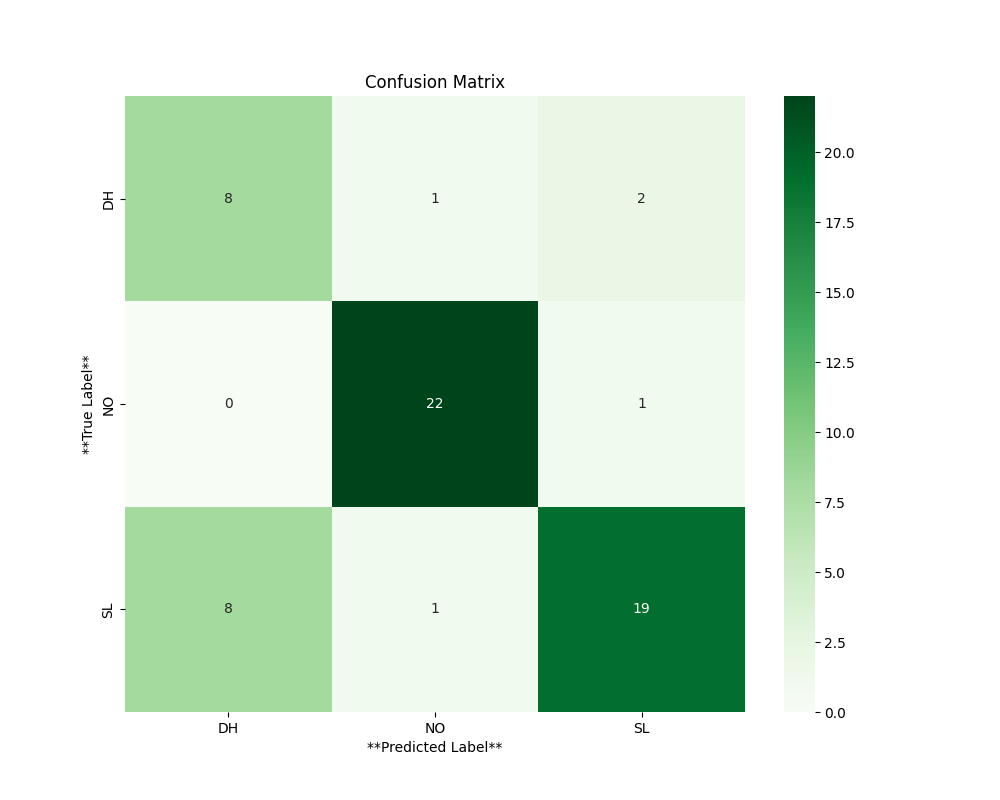 Confusion Matrix
DH
8
1
2
NO
0
22
1
SL
8
1
19
**True Label**
DH
NO
SL
**Predicted Label**
20.0
17.5
15.0
12.5
10.0
7.5
5.0
2.5
0.0